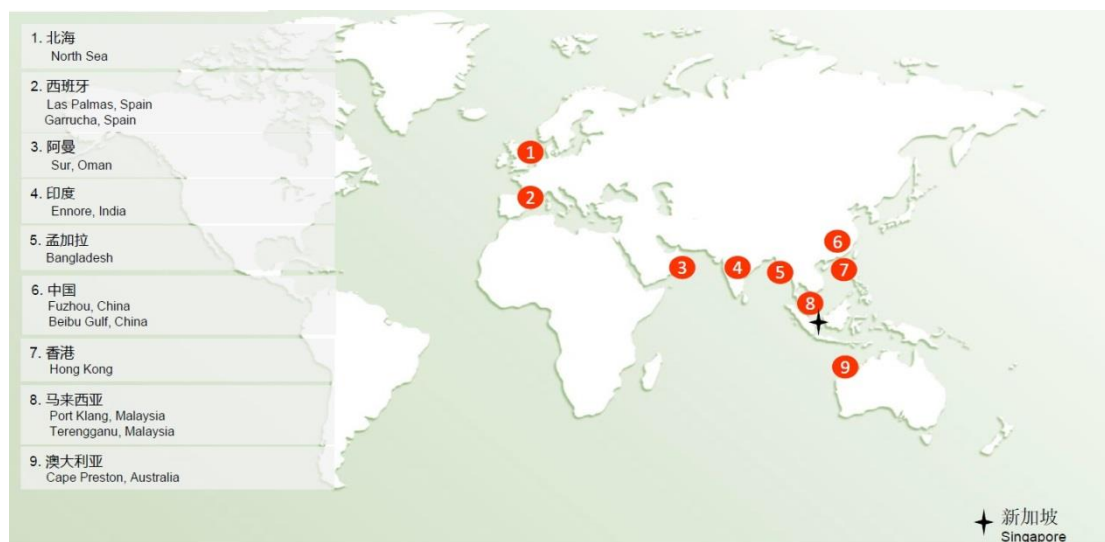 1. 北海
North Sea
2. 西班牙
Las Palmas, Spain
Garrucha, Spain
3. 阿曼
Sur, Oman
4. 印度
Ennore, India
5. 孟加拉
Bangladesh
6. 中国
Fuzhou, China
Beibu Gulf, China
7. 香港
Hong Kong
8. 马来西亚
Port Klang, Malaysia
Terengganu, Malaysia
9. 澳大利亚
Cape Preston, Australia
1
2
3
4
5
6
7
8
9
新加坡
Singapore